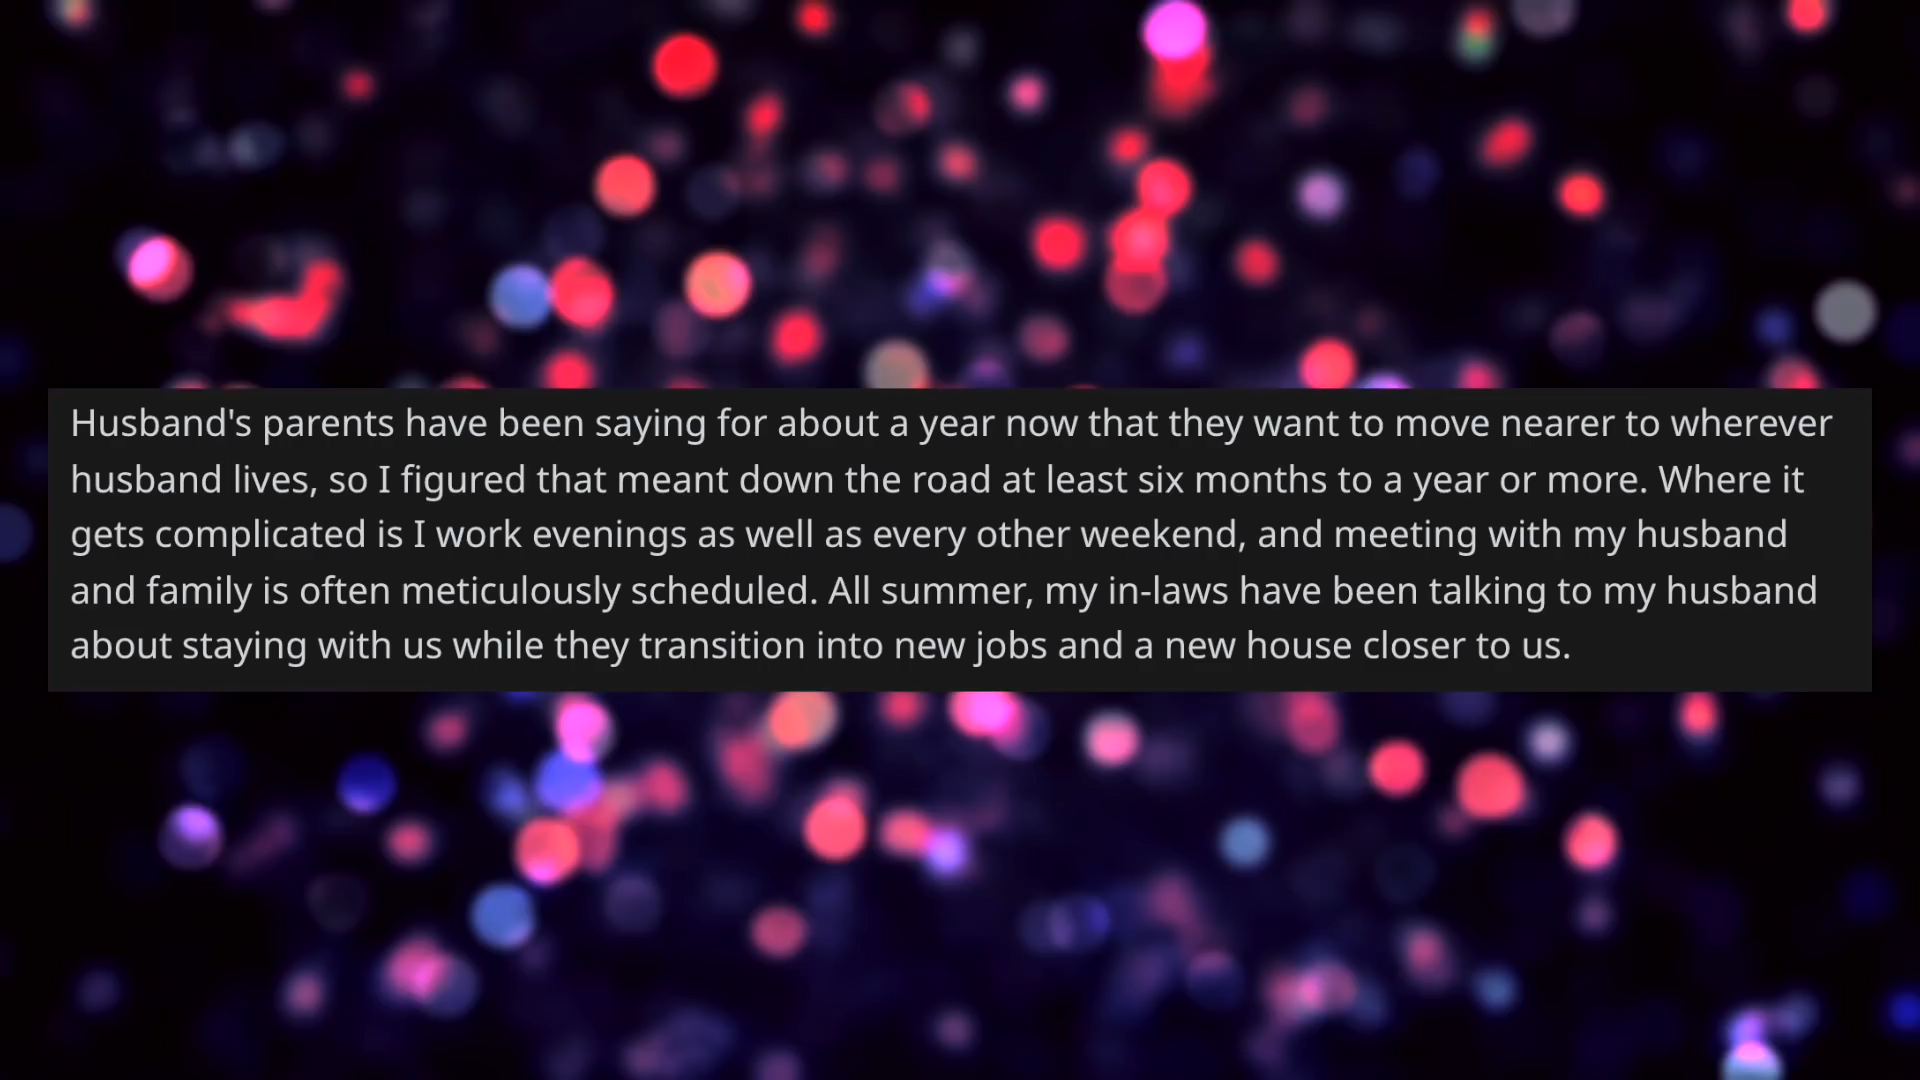 Husband's parents have been saying for about a year now that they want to move nearer to wherever
husband lives, so I figured that meant down the road at least six months to a year or more. Where it
gets complicated is I work evenings as well as every other weekend, and meeting with my husband
and family is often meticulously scheduled. All summer, my in-laws have been talking to my husband
about staying with us while they transition into new jobs and a new house closer to us.